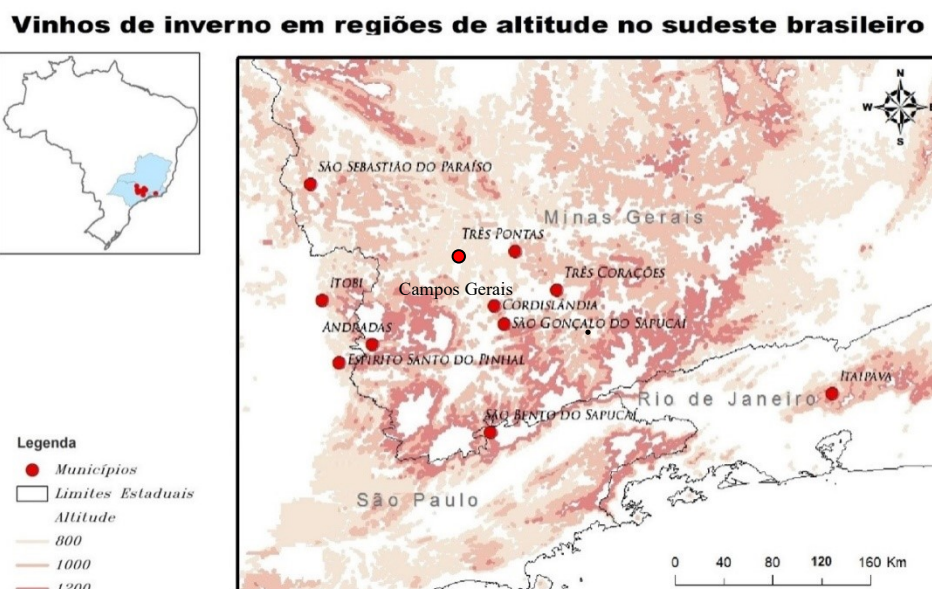 Vinhos de inverno em regiões de altitude no sudeste brasileiro
N
W
S
SÃO SEBASTIÃO DO PARAÍSO
Minas Gerais
TRÊS PONTAS
TRÊS CORAÇÕES
ITOBI
Campos Gerais
CORDISLÂNDIA
SÃO GONÇALO DO SAPUCAÍ
ANDRADAS
ESPÍRITO SANTO DO PINHAL
ITAIPAVA
Rio de Janeiro
SÃO BENTO DO SAPUCAÍ
São Paulo
Legenda
Municípios
Limites Estaduais
Altitude
800
1000
1200
0 40 80 120 160 Km